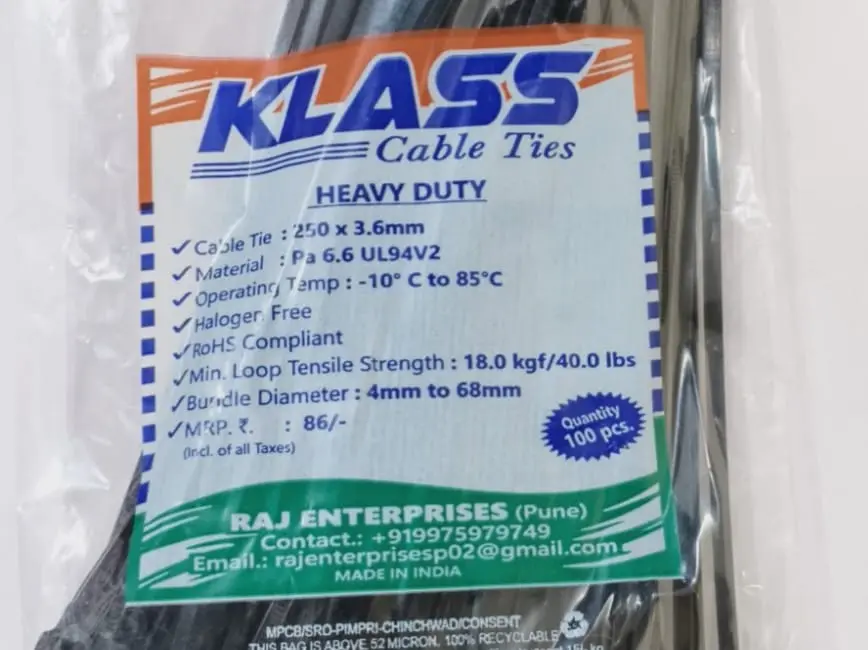 KLASS
Cable Ties
HEAVY DUTY
✓ Cable Tie : 250 x 3.6mm
✓ Material : Pa 6.6 UL94V2
✓ Operating Temp : -10° C to 85°C
✓ Halogen Free
✓ RoHS Compliant
✓ Min. Loop Tensile Strength : 18.0 kgf/40.0 lbs
✓ Bundle Diameter : 4mm to 68mm
✓ MRP. ₹. : 86/-
(Incl. of all Taxes)
Quantity
100 pcs.
RAJ ENTERPRISES (Pune)
Contact.: +919975979749
Email.: rajenterprisesp02@gmail.com
MADE IN INDIA
MPCB/SRO-PIMPRI-CHINCHWAD/CONSENT
THIS BAG IS ABOVE 52 MICRON, 100% RECYCLABLE